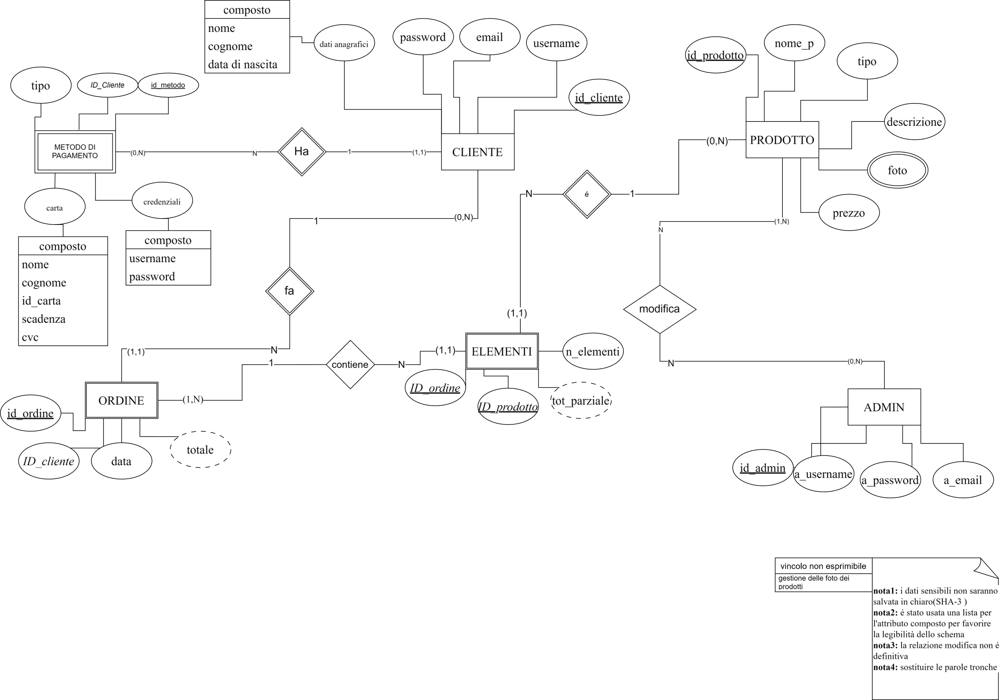 composto
nome
cognome
data di nascita
dati anagrafici
password
email
username
id_cliente
id_prodotto
nome_p
tipo
descrizione
foto
prezzo
PRODOTTO
(0,N)
(1,N)
tipo
ID_Cliente
id_metodo
METODO DI
PAGAMENTO
(0,N)
N
Ha
1
(1,1)
CLIENTE
(0,N)
1
carta
credenziali
composto
nome
cognome
id_carta
scadenza
cvc
composto
username
password
N
é
1
N
modifica
N
(0,N)
fa
N
(1,1)
(1,1)
1
contiene
N
(1,1)
ELEMENTI
n_elementi
ID_ordine
ID_prodotto
tot_parziale
ORDINE
(1,N)
id_ordine
ID_cliente
data
totale
ADMIN
id_admin
a_username
a_password
a_email
vincolo non esprimibile
gestione delle foto dei
prodotti
nota1: i dati sensibili non saranno
salvata in chiaro(SHA-3 )
nota2: é stato usata una lista per
l'attributo composto per favorire
la legibilità dello schema
nota3: la relazione modifica non é
definitiva
nota4: sostituire le parole tronche